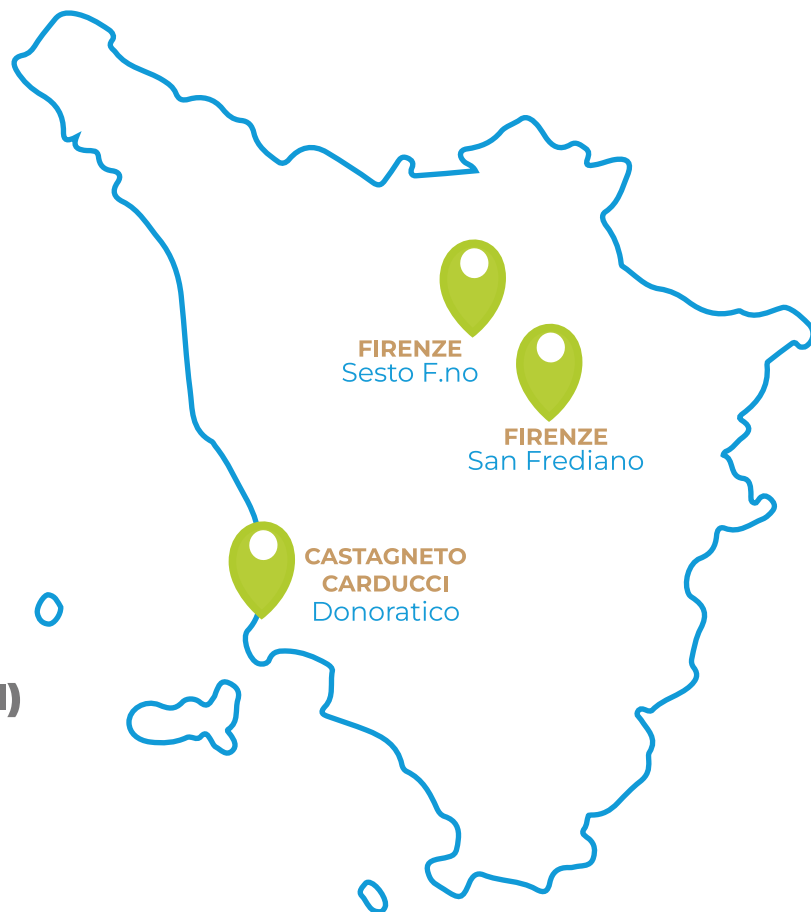 FIRENZE
Sesto F.no
FIRENZE
San Frediano
CASTAGNETO
CARDUCCI
Donoratico
)